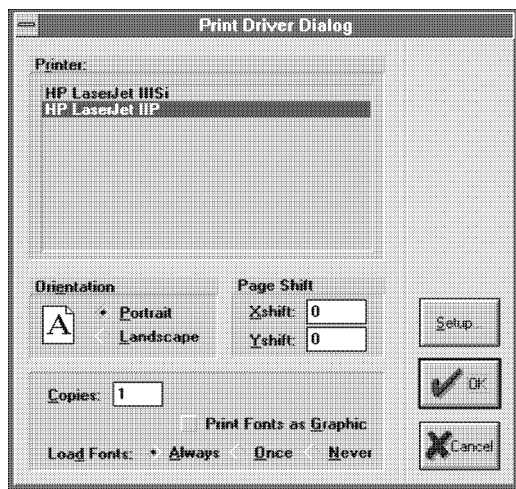 Print Driver Dialog
Printer:
HP LaserJet IIISi
HP LaserJet IIP
Orientation
A
Portrait
Landscape
Page Shift
Xshift: 0
Yshift: 0
Setup...
Copies: 1
Print Fonts as Graphic
Load Fonts: Always Once Never
OK
Cancel